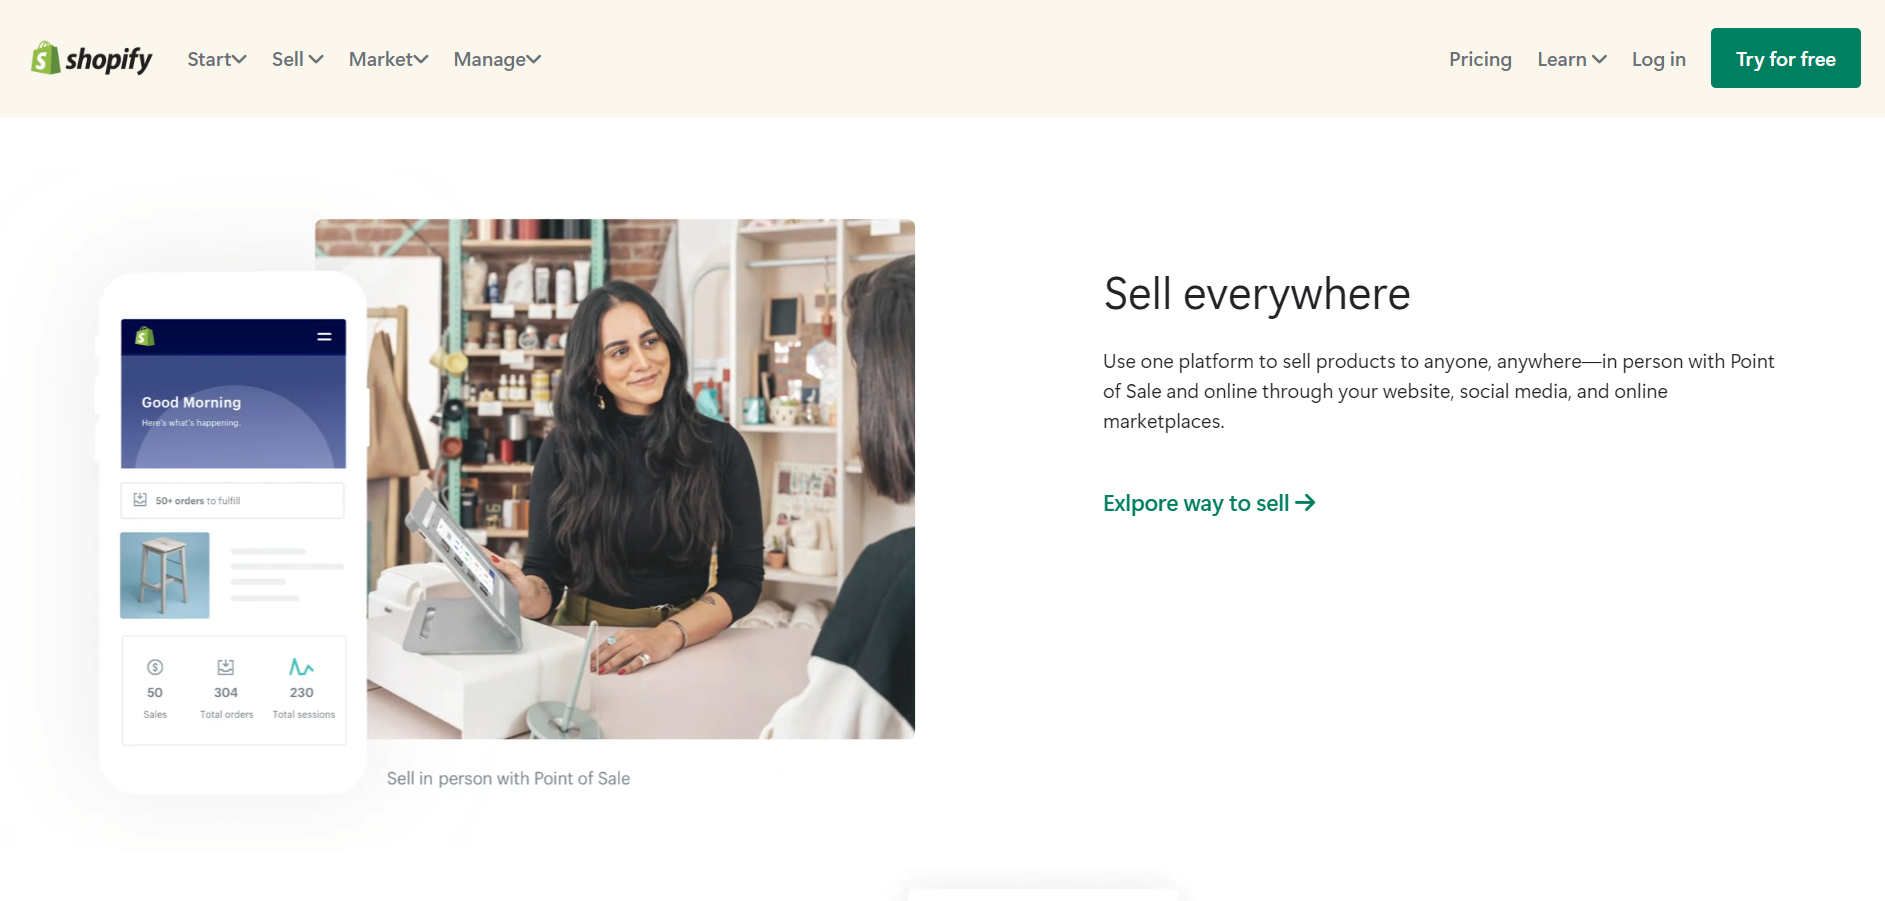 shopify Start Sell Market Manage Pricing Learn Log in Try for free
Good Morning
Here's what's happening.
50+ orders to fulfill
50 304 230
Sales Total orders Total sessions
Sell in person with Point of Sale
Sell everywhere
Use one platform to sell products to anyone, anywhere—in person with Point
of Sale and online through your website, social media, and online
marketplaces.
Exlpore way to sell